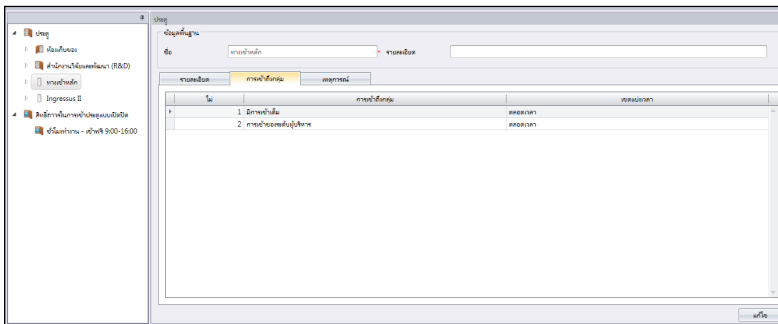 ประตู
ห้องเก็บของ
สำนักงานวิจัยและพัฒนา (R&D)
ทางเข้าหลัก
Ingressus II
สิทธิ์การในการเข้าประตูแบบเปิดปิด
ชั่วโมงทำงาน - เข้าฟรี 9:00-16:00
ประตู
ข้อมูลพื้นฐาน
ชื่อ ทางเข้าหลัก * รายละเอียด
รายละเอียด การเข้าถึงกลุ่ม เหตุการณ์
ไม่ การเข้าถึงกลุ่ม เขตแบ่งเวลา
1 มีการเข้าเต็ม ตลอดเวลา
2 การเข้าของระดับผู้บริหาร ตลอดเวลา
แก้ไข